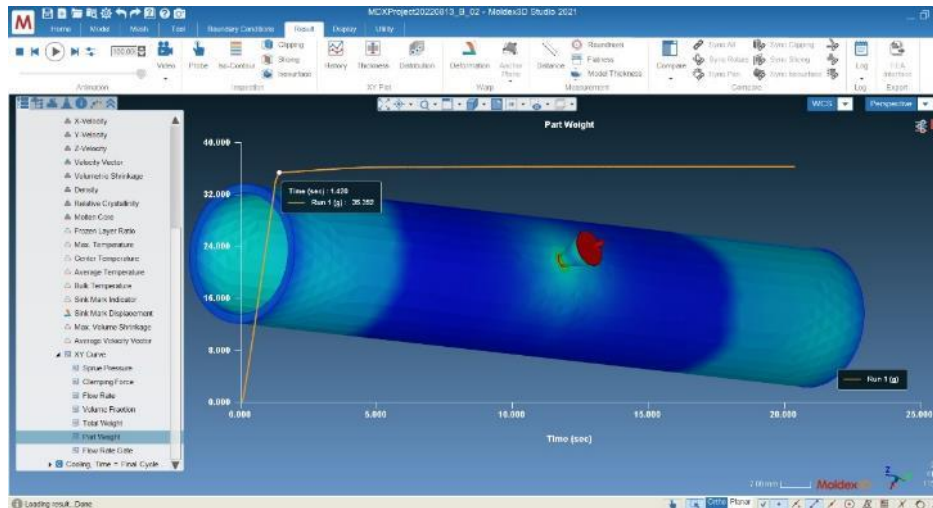 MDXProject20220813_B_02 - Moldex3D Studio 2021
M
Home Model Mesh Tool Boundary Conditions Result Display Utility
Video
Probe
Iso-Contour
Clipping
Slicing
Isosurface
History
Thickness
Distribution
Deformation
Anchor Plane
Distance
Roundness
Flatness
Model Thickness
Compare
Sync All
Sync Rotate
Sync Pan
Sync Clipping
Sync Slicing
Sync Isosurface
Log
FEA Interface
Animation
Inspection
XY Plot
Warp
Measurement
Compare
Log
Export
WCS
Perspective
X-Velocity
Y-Velocity
Z-Velocity
Velocity Vector
Volumetric Shrinkage
Density
Relative Crystallinity
Molten Core
Frozen Layer Ratio
Max. Temperature
Center Temperature
Average Temperature
Bulk Temperature
Sink Mark Indicator
Sink Mark Displacement
Max. Volume Shrinkage
Average Velocity Vector
XY Curve
Sprue Pressure
Clamping Force
Flow Rate
Volume Fraction
Total Weight
Part Weight
Flow Rate Gate
Cooling, Time = Final Cycle
Part Weight
40.000
32.000
24.000
16.000
8.000
0.000
0.000 5.000 10.000 15.000 20.000 25.000
Time (sec)
Time (sec) : 1.420
Run 1 (g) : 35.352
Run 1 (g)
2.00 mm
Moldex
Loading result...Done
Ortho Planar